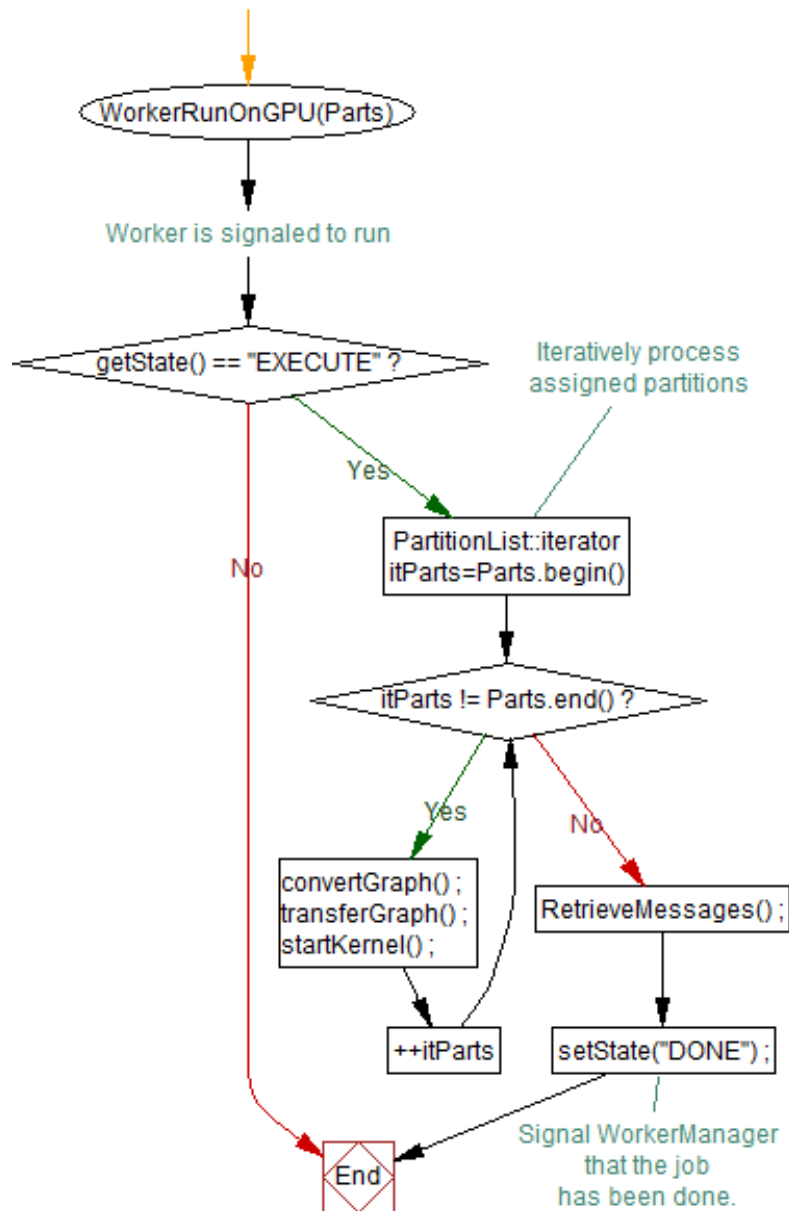 WorkerRunOnGPU(Parts)
Worker is signaled to run
getState() == "EXECUTE" ?
Iteratively process
assigned partitions
Yes
PartitionList::iterator
itParts=Parts.begin()
No
itParts != Parts.end() ?
Yes
No
convertGraph() ;
transferGraph() ;
startKernel() ;
RetrieveMessages() ;
++itParts
setState("DONE") ;
Signal WorkerManager
that the job
has been done.
End